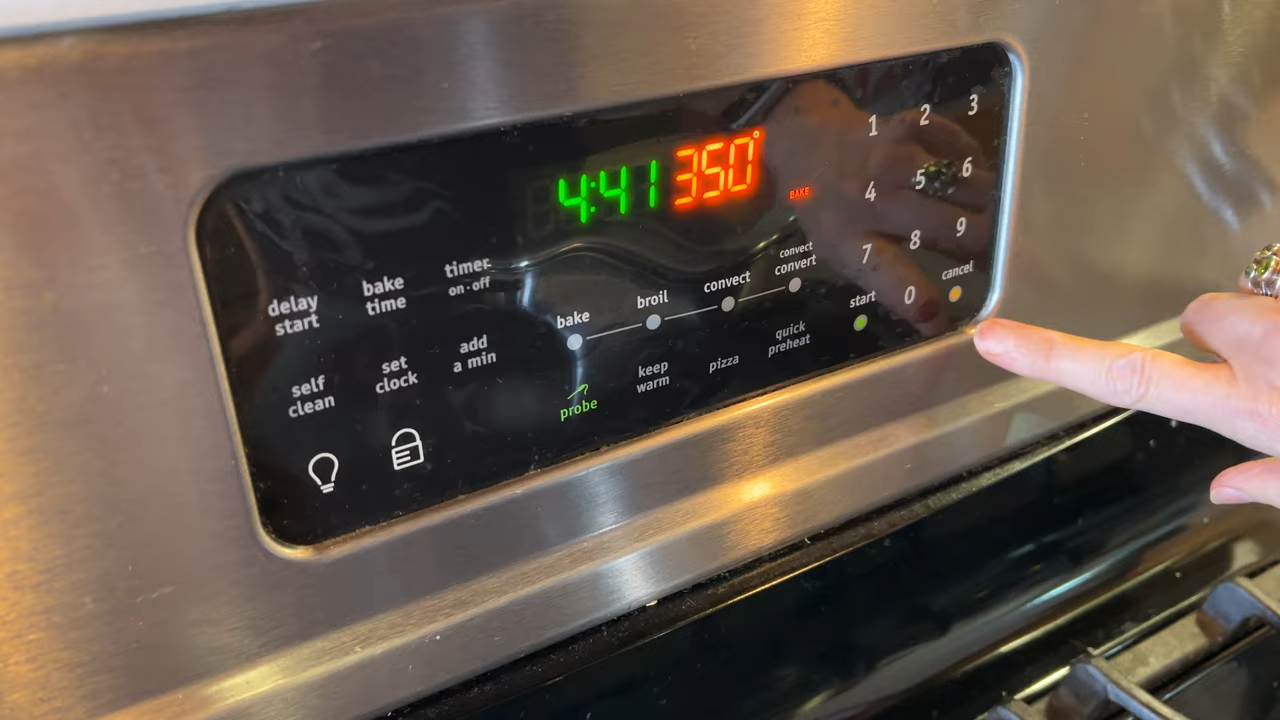 4:41 350°
BAKE
1 2 3
4 5 6
7 8 9
0
start
cancel
delay
start
bake
time
timer
on·off
bake
broil
convect
convect
convert
self
clean
set
clock
add
a min
probe
keep
warm
pizza
quick
preheat